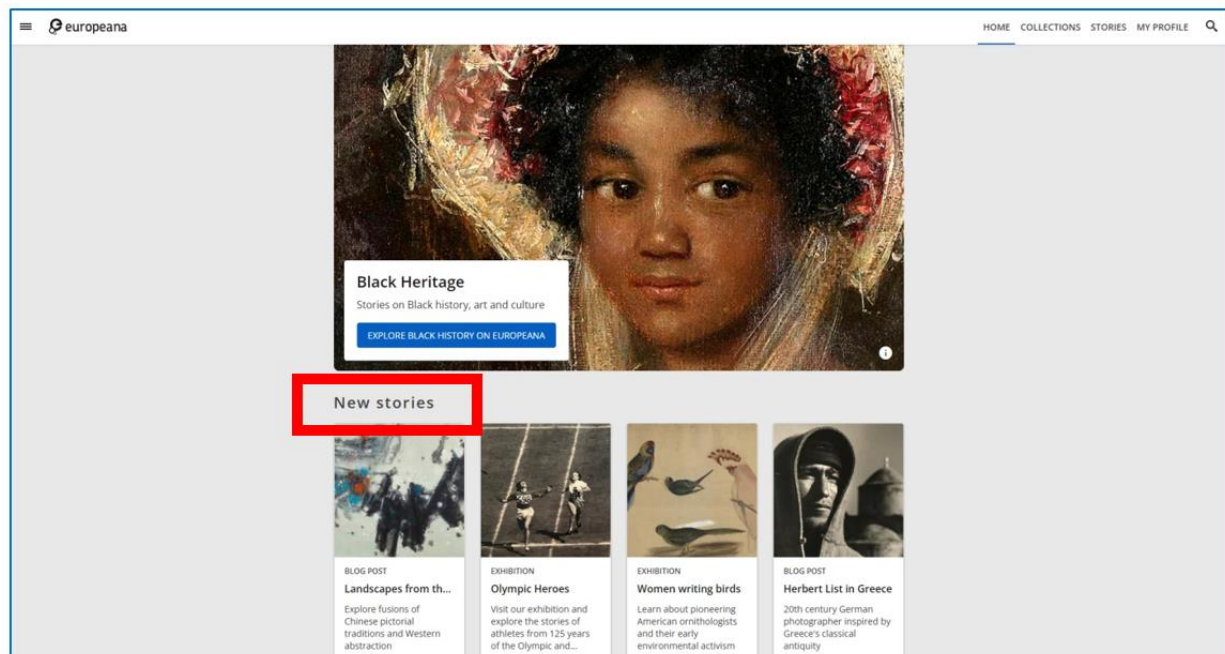 europeana
HOME COLLECTIONS STORIES MY PROFILE
Black Heritage
Stories on Black history, art and culture
EXPLORE BLACK HISTORY ON EUROPEANA
New stories
BLOG POST
Landscapes from th...
Explore fusions of
Chinese pictorial
traditions and Western
abstraction
EXHIBITION
Olympic Heroes
Visit our exhibition and
explore the stories of
athletes from 125 years
of the Olympic and...
EXHIBITION
Women writing birds
Learn about pioneering
American ornithologists
and their early
environmental activism
BLOG POST
Herbert List in Greece
20th century German
photographer inspired by
Greece's classical
antiquity